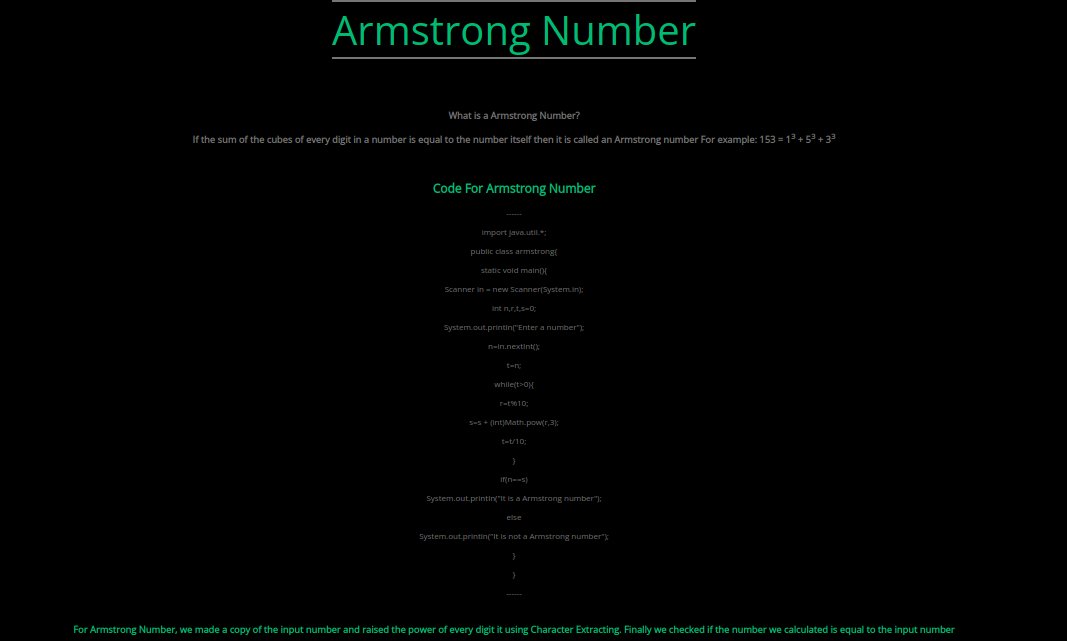 Armstrong Number
What is a Armstrong Number?
If the sum of the cubes of every digit in a number is equal to the number itself then it is called an Armstrong number For example: 153 = 1³ + 5³ + 3³
Code For Armstrong Number
------
import java.util.*;
public class armstrong{
static void main(){
Scanner in = new Scanner(System.in);
int n,r,t,s=0;
System.out.println("Enter a number");
n=in.nextInt();
t=n;
while(t>0){
r=t%10;
s=s + (int)Math.pow(r,3);
t=t/10;
}
if(n==s)
System.out.println("It is a Armstrong number");
else
System.out.println("It is not a Armstrong number");
}
}
------
For Armstrong Number, we made a copy of the input number and raised the power of every digit it using Character Extracting. Finally we checked if the number we calculated is equal to the input number